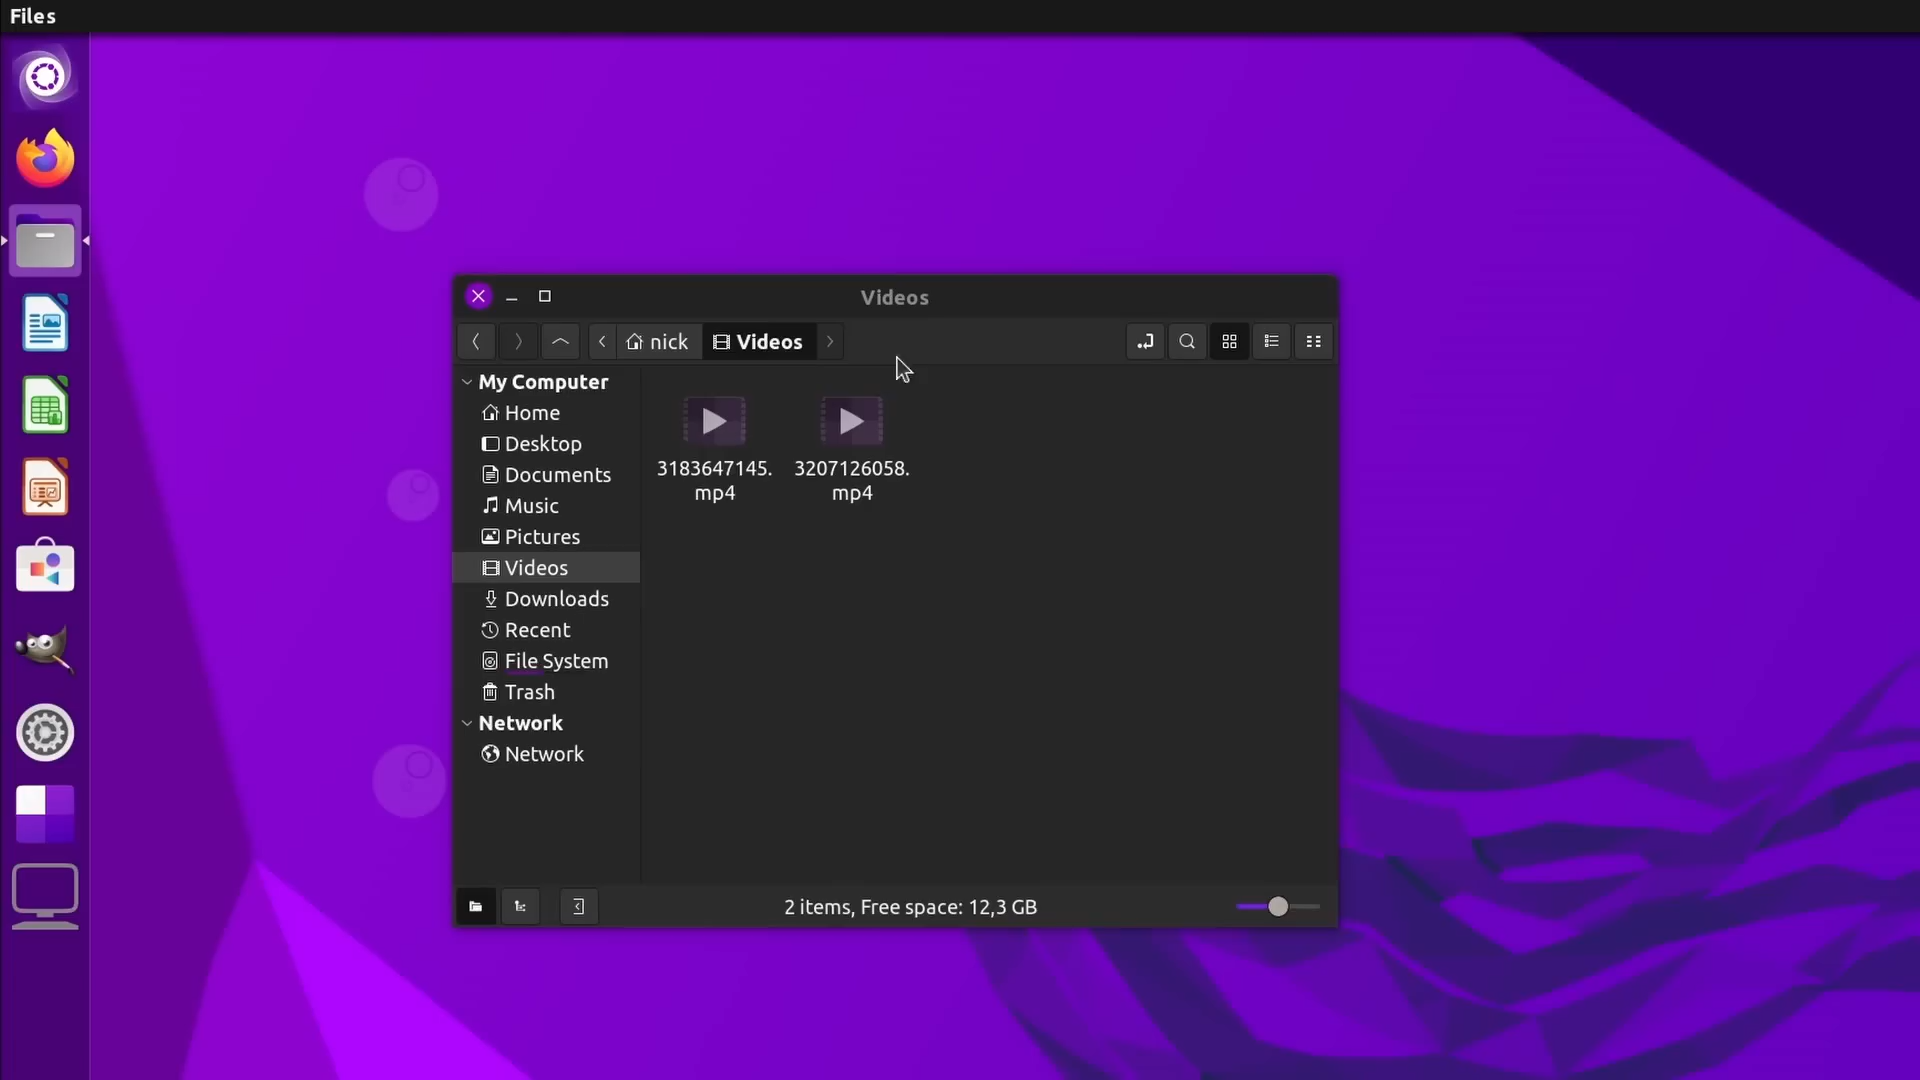 Files
Videos
nick
Videos
My Computer
Home
Desktop
Documents
Music
Pictures
Videos
Downloads
Recent
File System
Trash
Network
Network
3183647145.
mp4
3207126058.
mp4
2 items, Free space: 12,3 GB